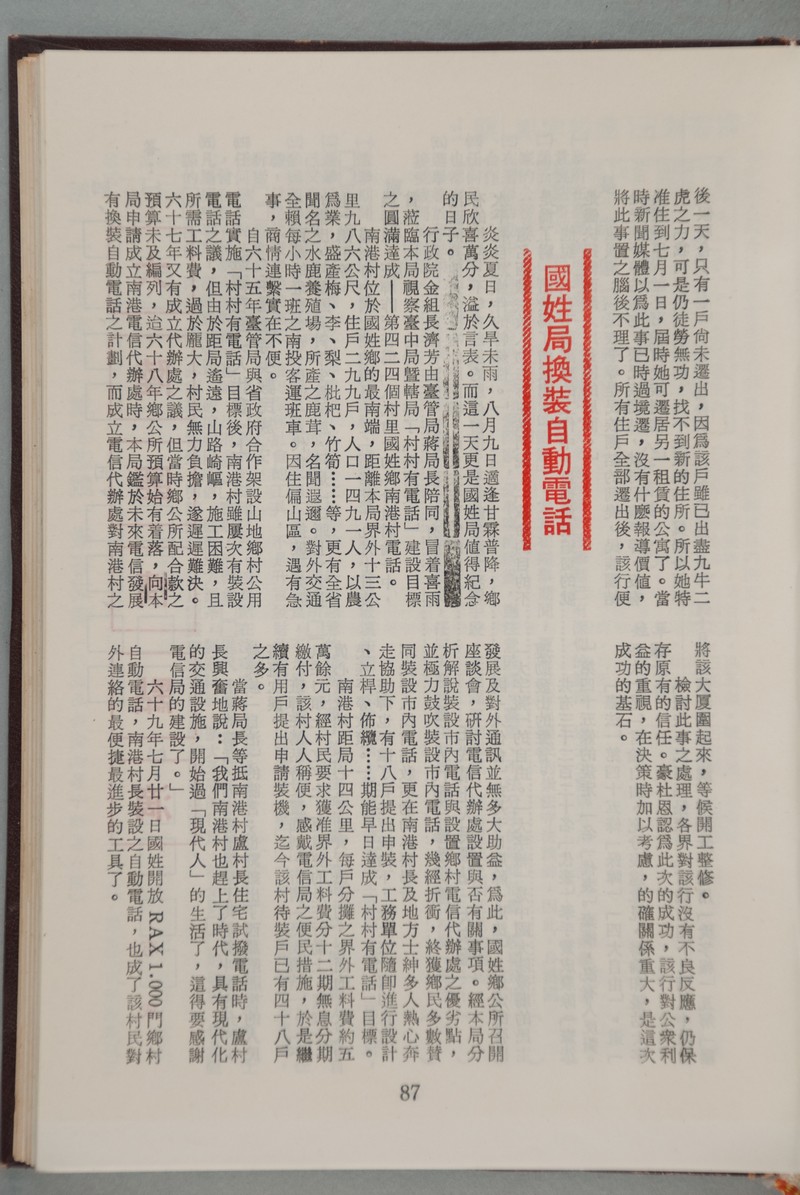 後一天，只有一戶尚未遷出，因爲該戶雖已出盡九牛二
虎之力，可是仍徒勞無功，找不到新的住所。所以她特
准住到七月一日，屆時她可遷居另一租賃的公寓了。當
時新聞媒體以爲此事已時過境遷，沒有什麼報導價値，
將此事置之腦後不理了。所有住戶全部遷出後，該行便
將該大厦圍起來，等候開工整修。
檢討此事之處理，各界對該行沒有不良反應，仍保
存原有的信任。豪杜恩認爲此次的成功，該行對公衆利
益的重視，在決策時加以考慮，的確關係重大，是這次
成功的基石。
國姓局換裝自動電話
炎炎夏日，久旱未雨，八月九日適逢甘霖普降，鄉
民欣喜萬分，溢於言表。而這一天更是國姓局值得紀念
的日子。
行政院金組長濟芳由臺管局蔣局長陪同，冒着喜雨
，蒞臨本局視察臺中局暨轄局「村村有電話」建設目標
之圓滿達成——第四二四個村里國姓鄉南港村電話。
南港村位於國姓鄉的最南端，距離本局界外十三公
里九八六公尺，住戶二九九戶，人口一四九一人，以農
爲業，盛產梅、李、梨、枇杷、竹筍……等，更有全省
聞名之水鹿養殖場，所產之鹿茸，名聞遐邇。對外交通
全賴每小時一班之南投客運班車。因住偏山區，遇有急
事，商情連繫實在不便。
自六十五年臺管局與省政府合作架設山地鄉村公用
電話實施「村村有電話」目標後，南港村雖屢次有裝設
電話之議，但由於距局遙遠，山路崎嶇，施工困難，且
所需工料費，過於龐大，村民無力負擔，遂遲遲難決。
六十七年又有成立代辦處之議，但當時鄉公所配合款之
預算未及編列，迨六十八年鄉公所預算始有着落，向本
局申請成立南港電信代辦處時，本局鑑於未來電信發展
有換裝自動電話之計劃，而成立電信代辦處對南港村之
發展及對外通訊並無多大助益，爲此，國姓鄉公所召開
座談會，研討電信代辦處設置與否有關事項。經本局分
析解說裝設市內電話與設置鄉村電信代辦處之優劣點，
並極力鼓吹裝設市內電話，幾經折衝，終獲鄉民多數贊
同裝設市內電話，更在南港村長及地方士紳多人熱心奔
走協助下，有十八戶提出申裝，工務單位隨卽進行設計
、立桿、佈纜……期能早日達成「村村有電話」目標。
南港村距局十四公里，每戶分攤之界外工料費約五
萬餘元，經村民要求獲准界外工料費分十二期無息分期
繳付，該村人人稱便，感戴電信局之便民措施，於是繼
續有用戶提出申請裝機，迄今該村待裝戶已有四十八戶
之多。
當蔣局長等抵南港村盧村長住宅試撥電話時，盧村
長興奮地說：「我們南港村也趕上了時代，具有現代化
的交通設施，開始過「現代人」的生活了，這得要感謝
電信局的建設了。」
六十九年七月廿一日國姓開放 RAX 1,000 門鄉村
自動電話，南港村長裝設之自動電話，也成了該村民對
外連絡的最便捷最進步的工具了。
87